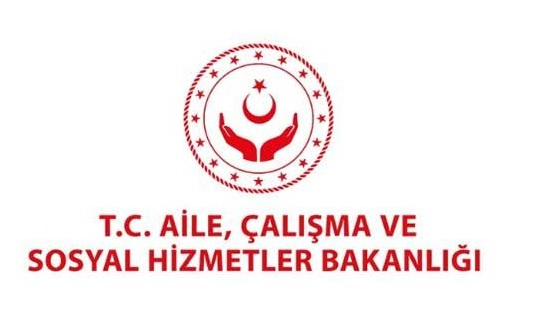 T.C. AİLE, ÇALIŞMA VE
SOSYAL HİZMETLER BAKANLIĞI